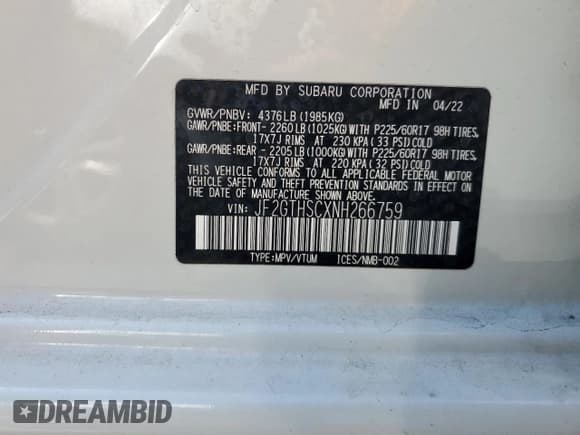 MFD BY SUBARU CORPORATION
MFD IN 04/22
GVWR/PNBV: 4376LB (1985KG)
GAWR/PNBE:FRONT- 2260LB (1025KG)WITH P225/60R17 98H TIRES,
17X7J RIMS AT 230 KPA ( 33 PSI)COLD
GAWR/PNBE:REAR - 2205LB (1000KG)WITH P225/60R17 98H TIRES,
17X7J RIMS AT 220 KPA ( 32 PSI)COLD
THIS VEHICLE CONFORMS TO ALL APPLICABLE FEDERAL MOTOR
VEHICLE SAFETY AND THEFT PREVENTION STANDARDS IN EFFECT ON
THE DATE OF MANUFACTURE SHOWN ABOVE.
VIN: JF2GTHSCXNH266759
TYPE:MPV/VTUM ICES/NMB-002
DREAMBID